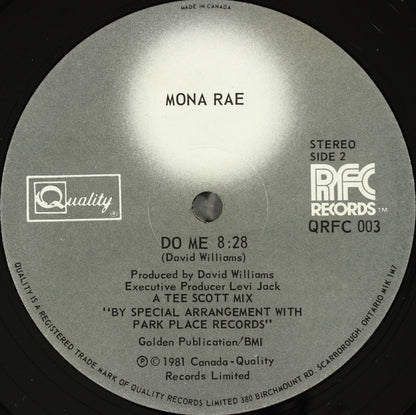 MADE IN CANADA
MONA RAE
STEREO
SIDE 2
Quality
RFC
RECORDS™
QRFC 003
DO ME 8:28
(David Williams)
Produced by David Williams
Executive Producer Levi Jack
A TEE SCOTT MIX
"BY SPECIAL ARRANGEMENT WITH
PARK PLACE RECORDS"
Golden Publication/BMI
Ⓟ © 1981 Canada-Quality
Records Limited
QUALITY IS A REGISTERED TRADE MARK OF QUALITY RECORDS LIMITED 380 BIRCHMOUNT RD. SCARBOROUGH, ONTARIO M1K 1M7